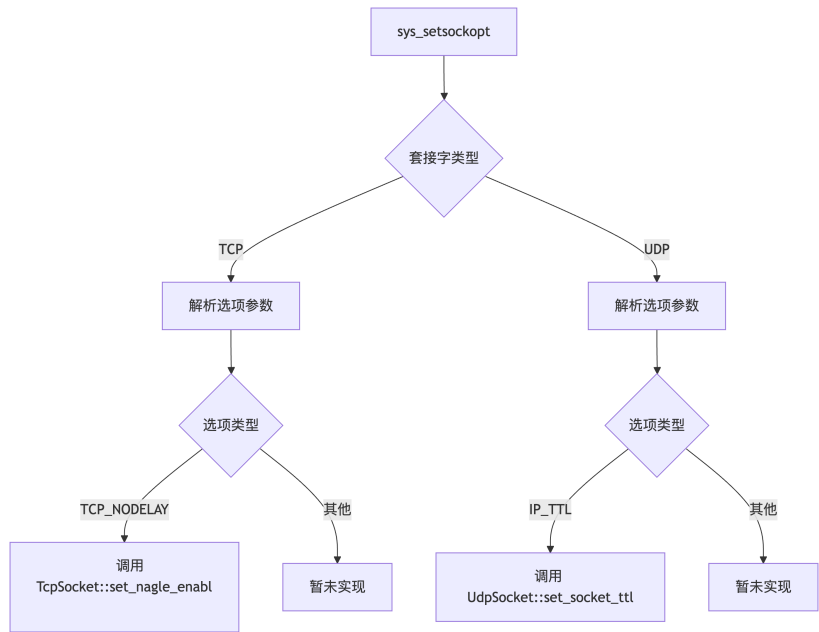 sys_setsockopt
套接字类型
TCP
UDP
解析选项参数
解析选项参数
选项类型
选项类型
TCP_NODELAY
其他
IP_TTL
其他
调用
TcpSocket::set_nagle_enabl
暂未实现
调用
UdpSocket::set_socket_ttl
暂未实现